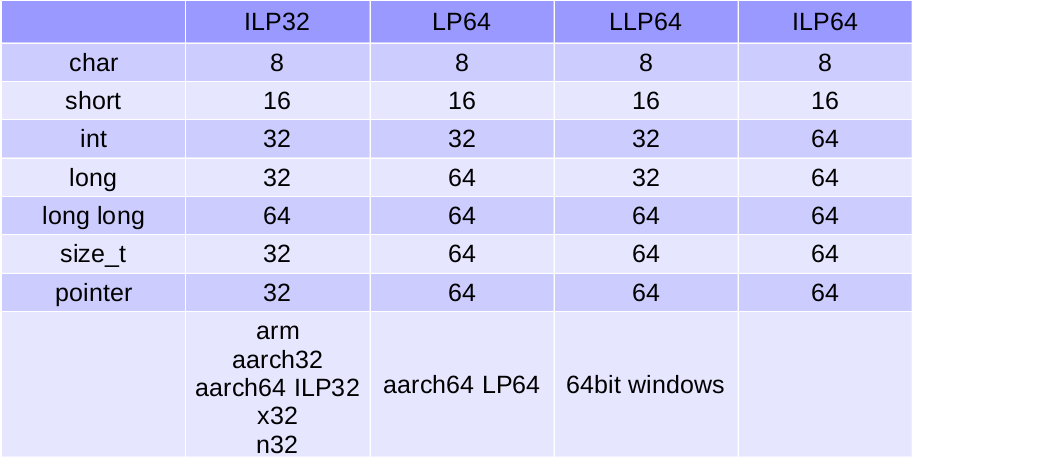 ILP32 LP64 LLP64 ILP64
char 8 8 8 8
short 16 16 16 16
int 32 32 32 64
long 32 64 32 64
long long 64 64 64 64
size_t 32 64 64 64
pointer 32 64 64 64
arm
aarch32
aarch64 ILP32
x32
n32
aarch64 LP64
64bit windows